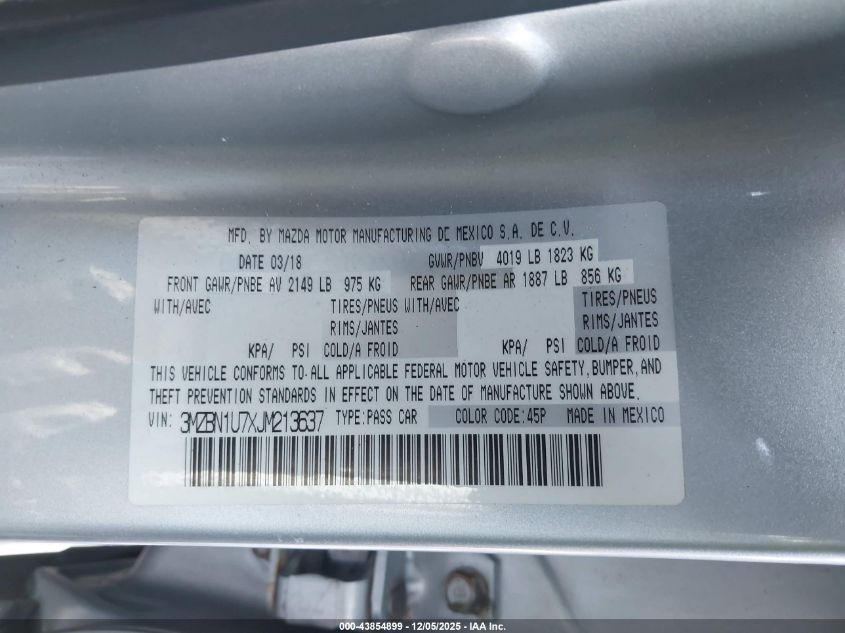 MFD. BY MAZDA MOTOR MANUFACTURING DE MEXICO S.A. DE C.V.
DATE 03/18 GVWR/PNBV 4019 LB 1823 KG
FRONT GAWR/PNBE AV 2149 LB 975 KG REAR GAWR/PNBE AR 1887 LB 856 KG
WITH/AVEC TIRES/PNEUS WITH/AVEC TIRES/PNEUS
RIMS/JANTES RIMS/JANTES
KPA/ PSI COLD/A FROID KPA/ PSI COLD/A FROID
THIS VEHICLE CONFORMS TO ALL APPLICABLE FEDERAL MOTOR VEHICLE SAFETY, BUMPER, AND
THEFT PREVENTION STANDARDS IN EFFECT ON THE DATE OF MANUFACTURE SHOWN ABOVE.
VIN: 3MZBN1U7XJM213637 TYPE:PASS CAR COLOR CODE:45P MADE IN MEXICO
000-43854899 - 12/05/2025 - IAA Inc.